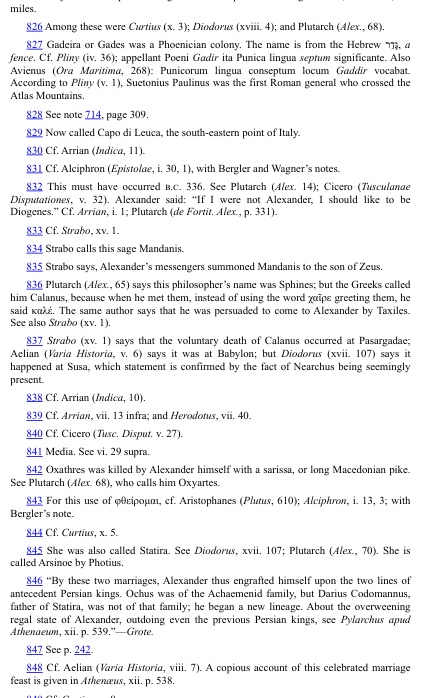 miles.
826 Among these were Curtius (x. 3); Diodorus (xviii. 4); and Plutarch (Alex., 68).
827 Gadeira or Gades was a Phoenician colony. The name is from the Hebrew גָּדֵר, a
fence. Cf. Pliny (iv. 36); appellant Poeni Gadir ita Punica lingua septum significante. Also
Avienus (Ora Maritima, 268): Punicorum lingua conseptum locum Gaddir vocabat.
According to Pliny (v. 1), Suetonius Paulinus was the first Roman general who crossed the
Atlas Mountains.
828 See note 714, page 309.
829 Now called Capo di Leuca, the south-eastern point of Italy.
830 Cf. Arrian (Indica, 11).
831 Cf. Alciphron (Epistolae, i. 30, 1), with Bergler and Wagner's notes.
832 This must have occurred B.C. 336. See Plutarch (Alex. 14); Cicero (Tusculanae
Disputationes, v. 32). Alexander said: “If I were not Alexander, I should like to be
Diogenes.” Cf. Arrian, i. 1; Plutarch (de Fortit. Alex., p. 331).
833 Cf. Strabo, xv. 1.
834 Strabo calls this sage Mandanis.
835 Strabo says, Alexander's messengers summoned Mandanis to the son of Zeus.
836 Plutarch (Alex., 65) says this philosopher's name was Sphines; but the Greeks called
him Calanus, because when he met them, instead of using the word χαῖρε greeting them, he
said καλέ. The same author says that he was persuaded to come to Alexander by Taxiles.
See also Strabo (xv. 1).
837 Strabo (xv. 1) says that the voluntary death of Calanus occurred at Pasargadae;
Aelian (Varia Historia, v. 6) says it was at Babylon; but Diodorus (xvii. 107) says it
happened at Susa, which statement is confirmed by the fact of Nearchus being seemingly
present.
838 Cf. Arrian (Indica, 10).
839 Cf. Arrian, vii. 13 infra; and Herodotus, vii. 40.
840 Cf. Cicero (Tusc. Disput. v. 27).
841 Media. See vi. 29 supra.
842 Oxathres was killed by Alexander himself with a sarissa, or long Macedonian pike.
See Plutarch (Alex. 68), who calls him Oxyartes.
843 For this use of φθείρομαι, cf. Aristophanes (Plutus, 610); Alciphron, i. 13, 3; with
Bergler's note.
844 Cf. Curtius, x. 5.
845 She was also called Statira. See Diodorus, xvii. 107; Plutarch (Alex., 70). She is
called Arsinoe by Photius.
846 “By these two marriages, Alexander thus engrafted himself upon the two lines of
antecedent Persian kings. Ochus was of the Achaemenid family, but Darius Codomannus,
father of Statira, was not of that family; he began a new lineage. About the overweening
regal state of Alexander, outdoing even the previous Persian kings, see Pylarchus apud
Athenaeum, xii. p. 539.”—Grote.
847 See p. 242.
848 Cf. Aelian (Varia Historia, viii. 7). A copious account of this celebrated marriage
feast is given in Athenæus, xii. p. 538.